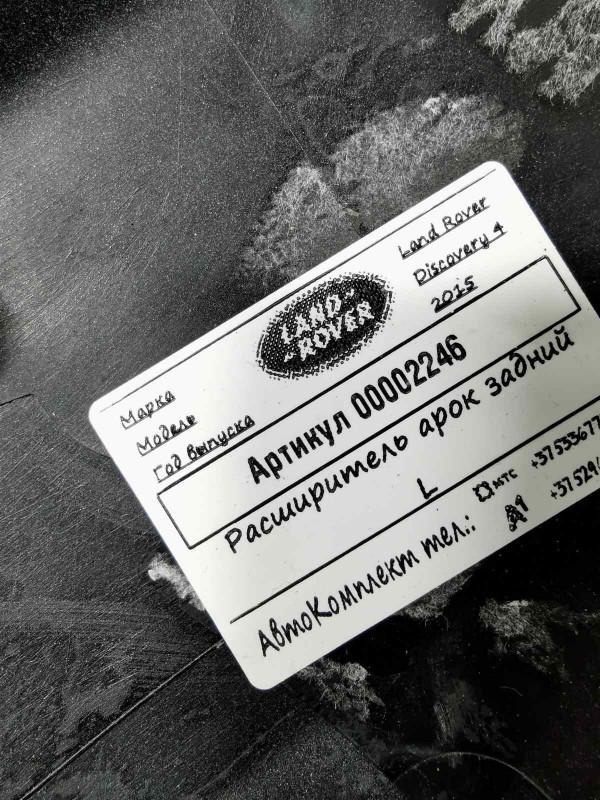 Марка
Land Rover
Модель
Discovery 4
Год выпуска
2015
LAND-
-ROVER
Артикул 00002246
Расширитель арок задний
L
АвтоКомплект тел.:
МТС +37533677
A1 +37529